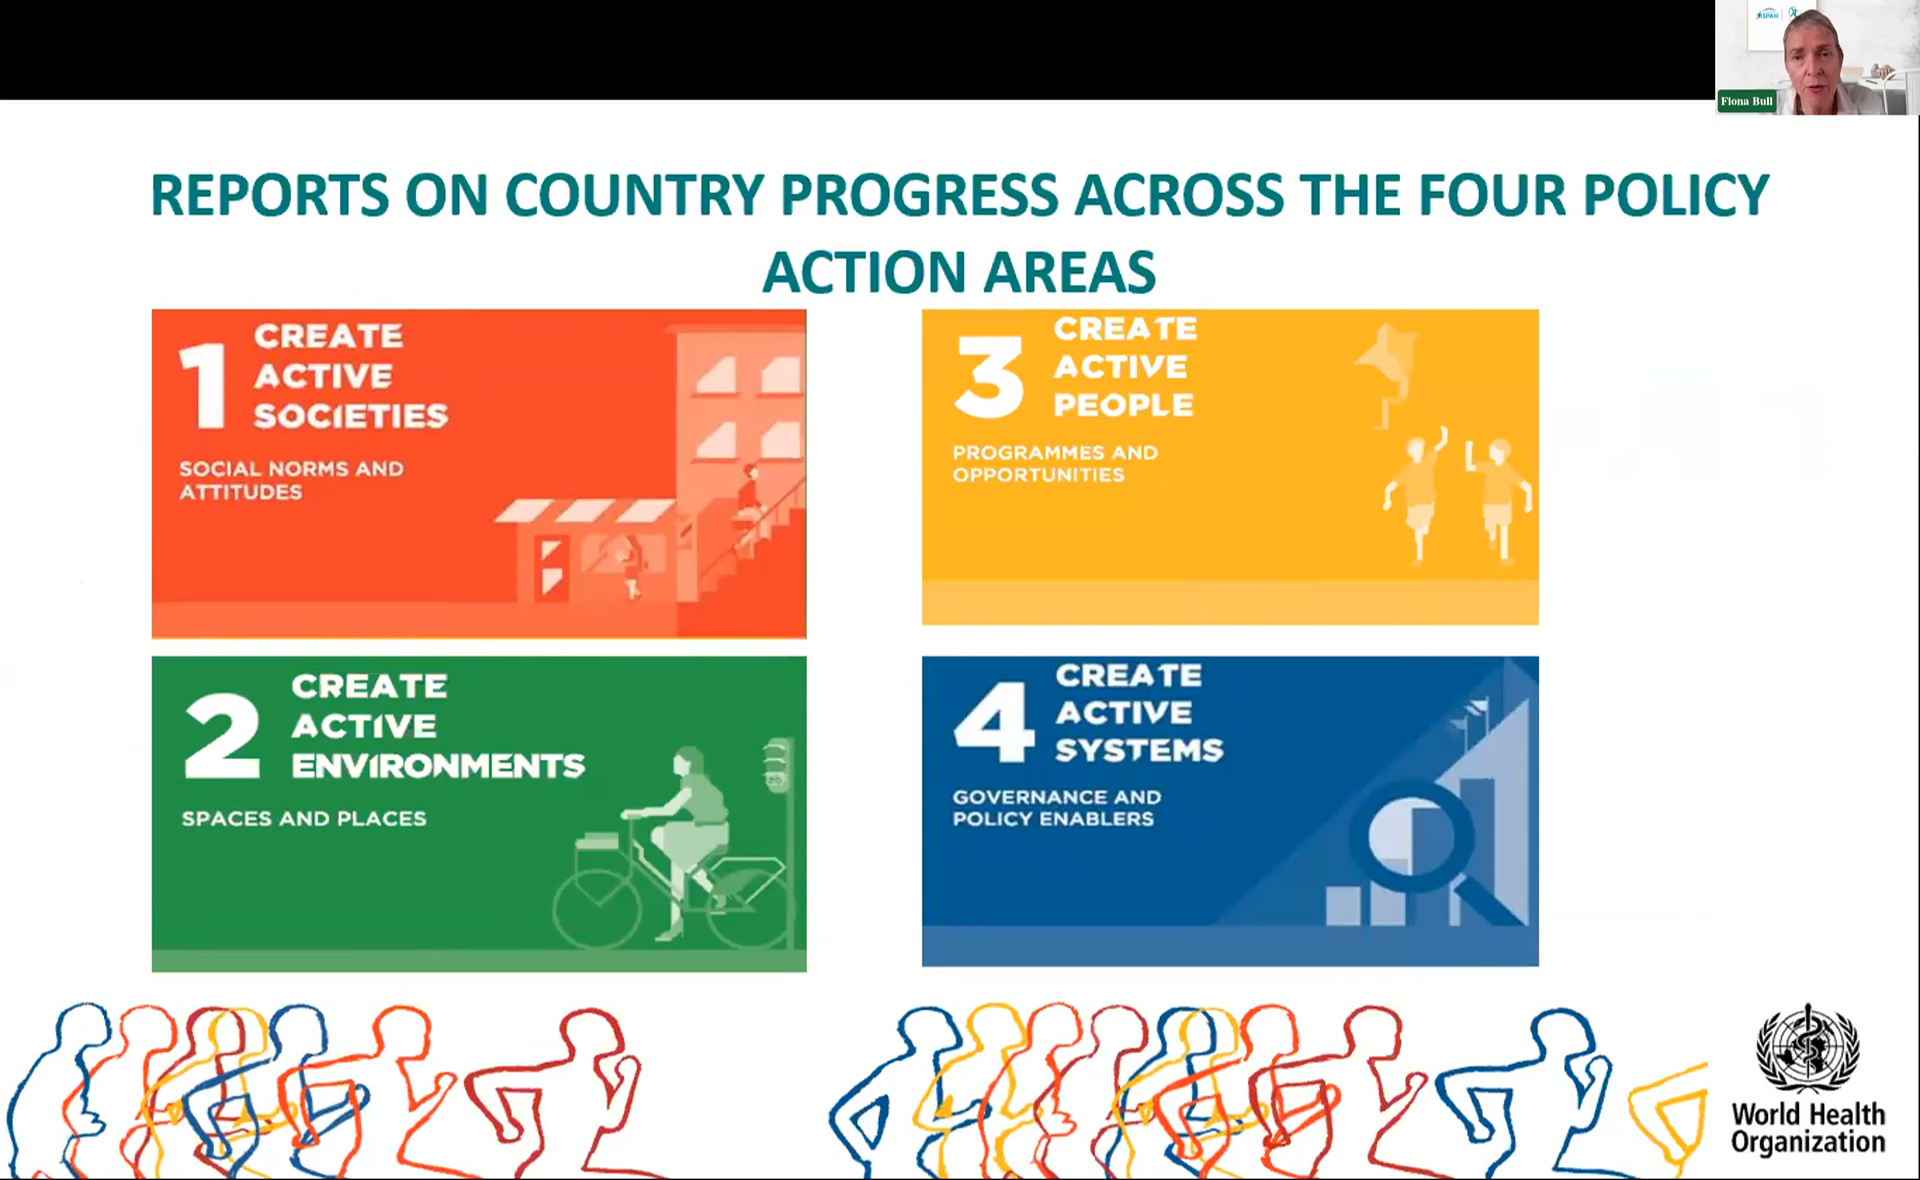 ISPAH
Fiona Bull
REPORTS ON COUNTRY PROGRESS ACROSS THE FOUR POLICY
ACTION AREAS
1
CREATE
ACTIVE
SOCIETIES
SOCIAL NORMS AND
ATTITUDES
3
CREATE
ACTIVE
PEOPLE
PROGRAMMES AND
OPPORTUNITIES
2
CREATE
ACTIVE
ENVIRONMENTS
SPACES AND PLACES
4
CREATE
ACTIVE
SYSTEMS
GOVERNANCE AND
POLICY ENABLERS
World Health
Organization